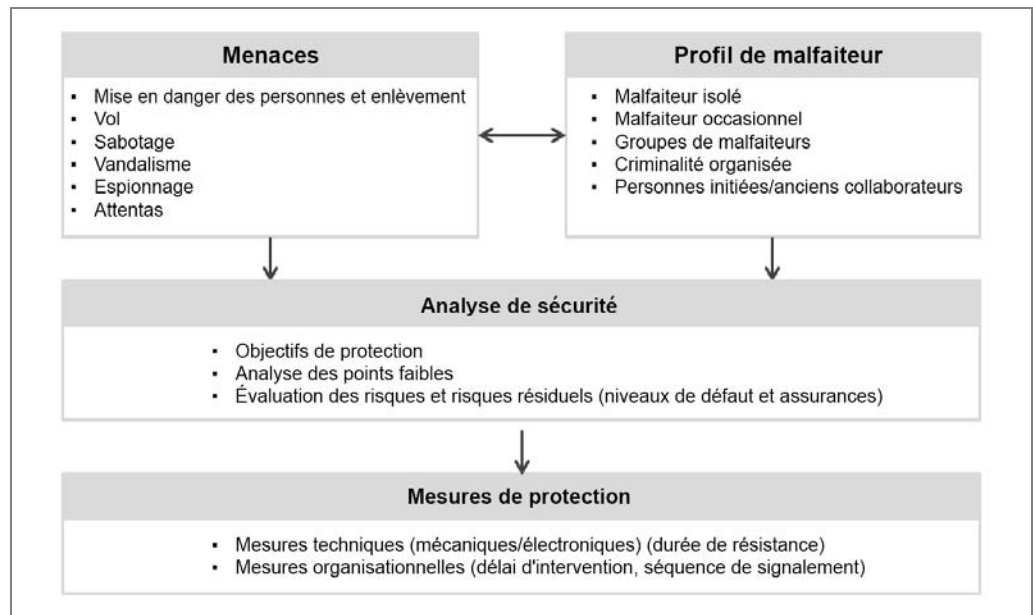 Menaces
▪ Mise en danger des personnes et enlèvement
▪ Vol
▪ Sabotage
▪ Vandalisme
▪ Espionnage
▪ Attentas
Profil de malfaiteur
▪ Malfaiteur isolé
▪ Malfaiteur occasionnel
▪ Groupes de malfaiteurs
▪ Criminalité organisée
▪ Personnes initiées/anciens collaborateurs
Analyse de sécurité
▪ Objectifs de protection
▪ Analyse des points faibles
▪ Évaluation des risques et risques résiduels (niveaux de défaut et assurances)
Mesures de protection
▪ Mesures techniques (mécaniques/électroniques) (durée de résistance)
▪ Mesures organisationnelles (délai d'intervention, séquence de signalement)